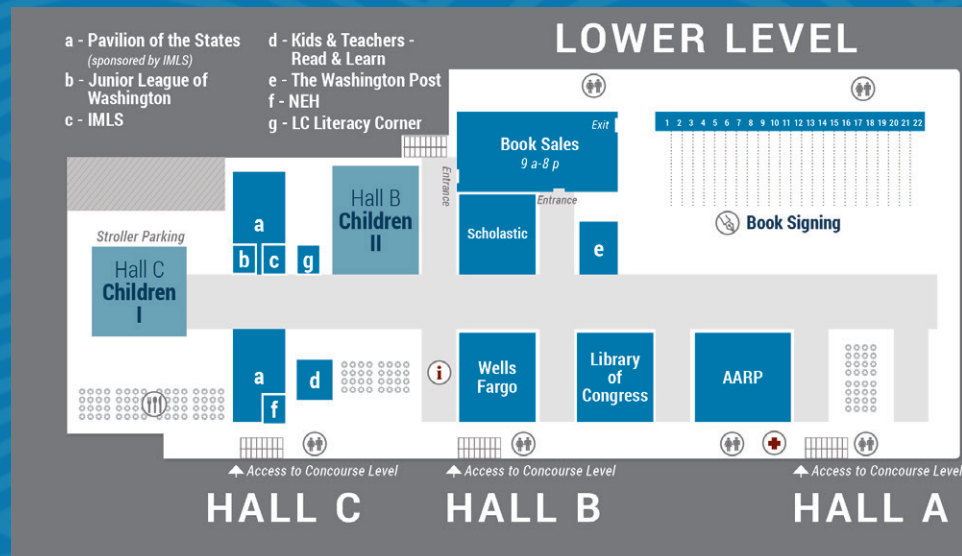 LOWER LEVEL
a - Pavilion of the States
(sponsored by IMLS)
b - Junior League of
Washington
c - IMLS
d - Kids & Teachers -
Read & Learn
e - The Washington Post
f - NEH
g - LC Literacy Corner
Exit
Book Sales
9 a-8 p
Entrance
Entrance
1 2 3 4 5 6 7 8 9 10 11 12 13 14 15 16 17 18 19 20 21 22
Book Signing
Stroller Parking
Hall C
Children
I
a
b
c
g
Hall B
Children
II
Scholastic
e
a
f
d
i
Wells
Fargo
Library
of
Congress
AARP
Access to Concourse Level
Access to Concourse Level
Access to Concourse Level
HALL C
HALL B
HALL A